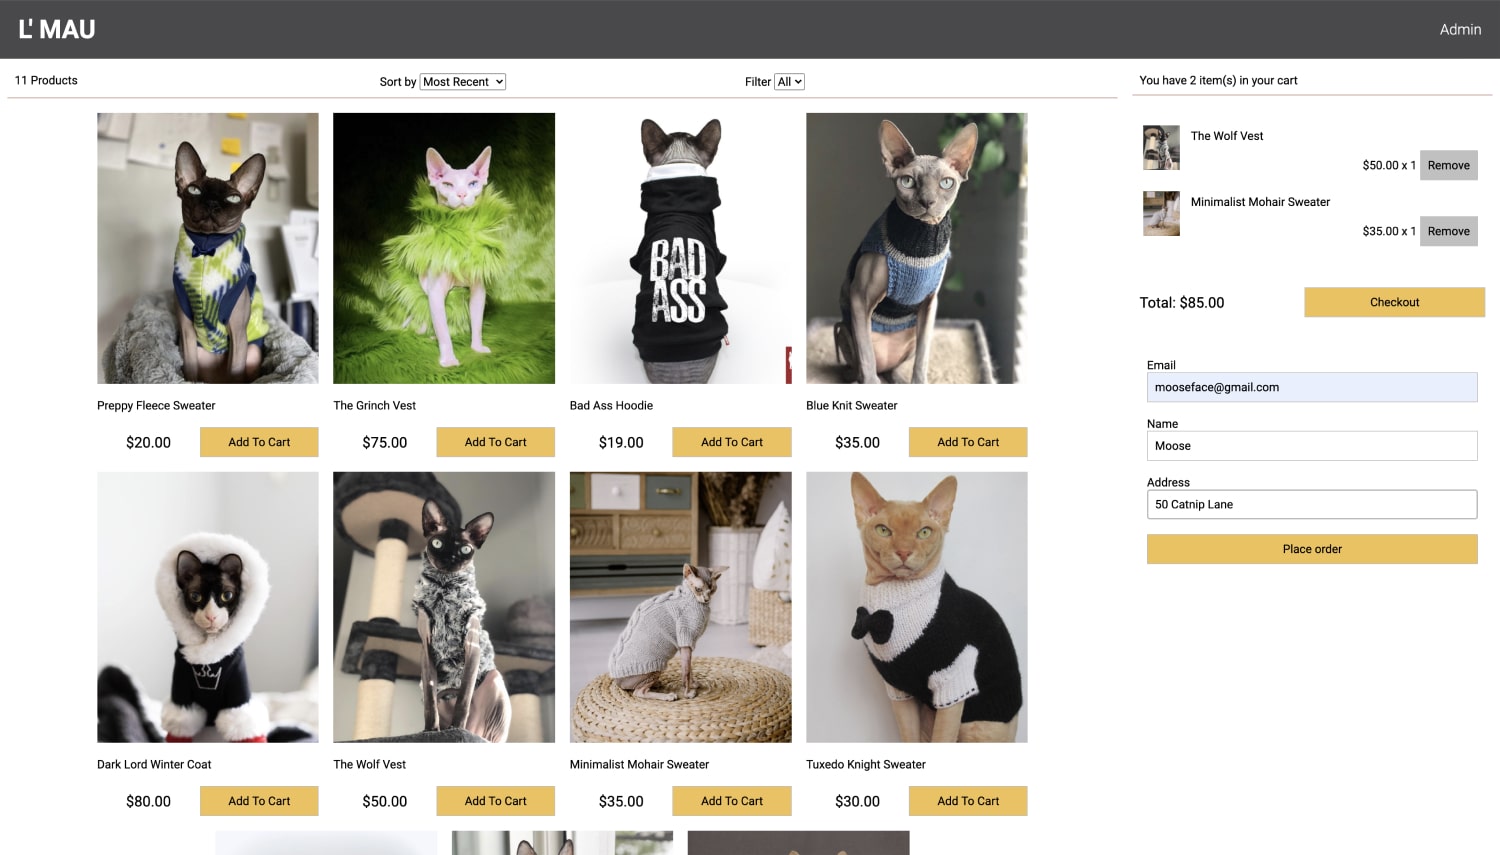 L' MAU
Admin
11 Products
Sort by Most Recent
Filter All
You have 2 item(s) in your cart
The Wolf Vest
$50.00 x 1 Remove
Minimalist Mohair Sweater
$35.00 x 1 Remove
Total: $85.00
Checkout
Email
mooseface@gmail.com
Name
Moose
Address
50 Catnip Lane
Place order
BAD
ASS
Preppy Fleece Sweater
$20.00 Add To Cart
The Grinch Vest
$75.00 Add To Cart
Bad Ass Hoodie
$19.00 Add To Cart
Blue Knit Sweater
$35.00 Add To Cart
Dark Lord Winter Coat
$80.00 Add To Cart
The Wolf Vest
$50.00 Add To Cart
Minimalist Mohair Sweater
$35.00 Add To Cart
Tuxedo Knight Sweater
$30.00 Add To Cart